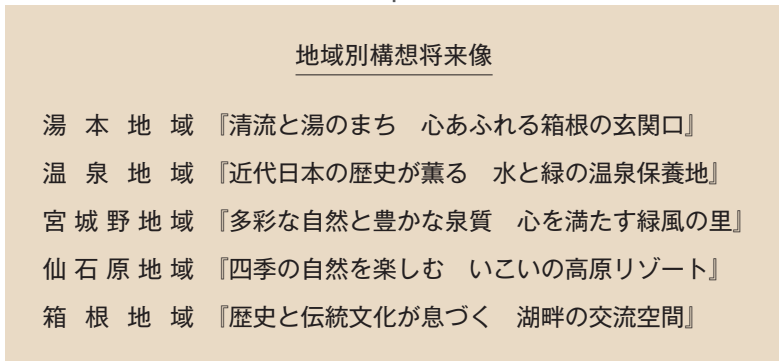 地域別構想将来像
湯本地域『清流と湯のまち　心あふれる箱根の玄関口』
温泉地域『近代日本の歴史が薫る　水と緑の温泉保養地』
宮城野地域『多彩な自然と豊かな泉質　心を満たす緑風の里』
仙石原地域『四季の自然を楽しむ　いこいの高原リゾート』
箱根地域『歴史と伝統文化が息づく　湖畔の交流空間』